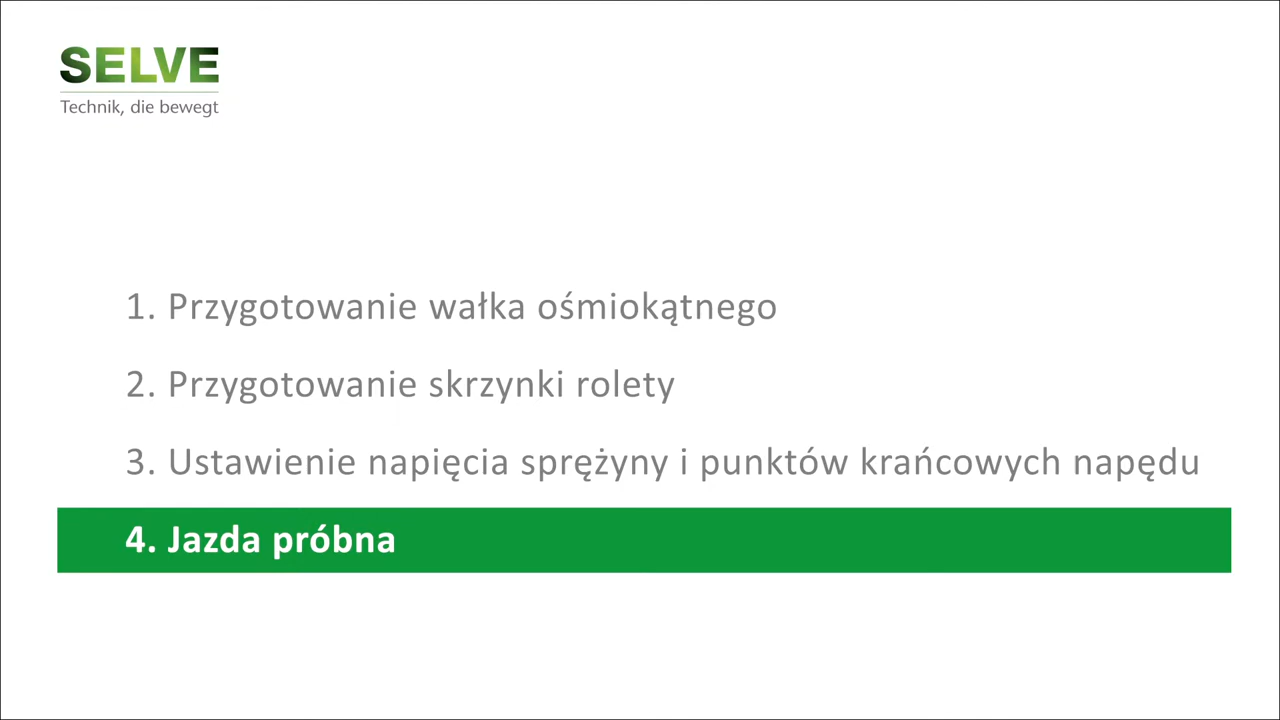 SELVE
Technik, die bewegt
1. Przygotowanie wałka ośmiokątnego
2. Przygotowanie skrzynki rolety
3. Ustawienie napięcia sprężyny i punktów krańcowych napędu
4. Jazda próbna